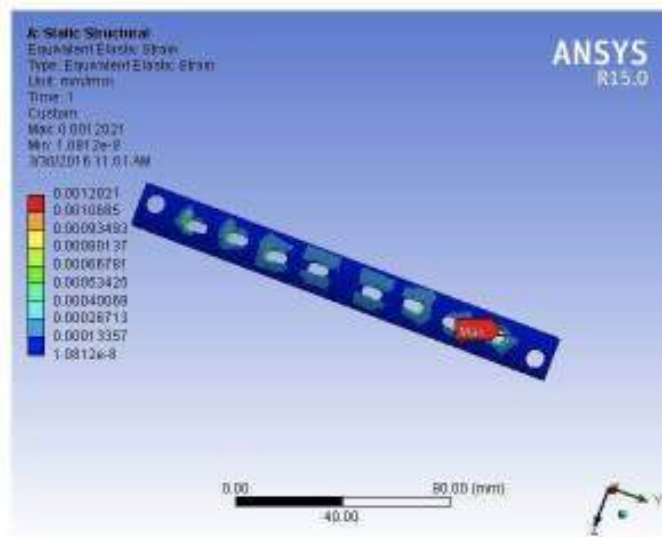 A: Static Structural
Equivalent Elastic Strain
Type: Equivalent Elastic Strain
Unit: mm/mm
Time: 1
Custom
Max: 0.0012021
Min: 1.0812e-8
3/30/2016 11:01 AM
ANSYS
R15.0
0.0012021
0.0010685
0.00093493
0.00080137
0.00066781
0.00053425
0.00040069
0.00026713
0.00013357
1.0812e-8
Max
0.00
80.00 (mm)
40.00
Y
Z